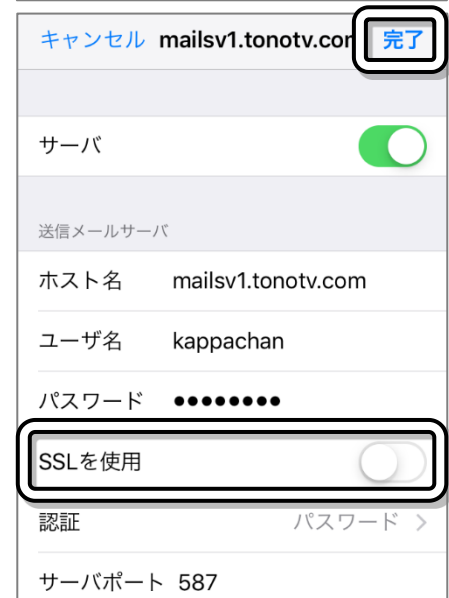 キャンセル mailsv1.tonotv.com 完了
サーバ
送信メールサーバ
ホスト名 mailsv1.tonotv.com
ユーザ名 kappachan
パスワード ●●●●●●●●
SSLを使用
認証 パスワード >
サーバポート 587